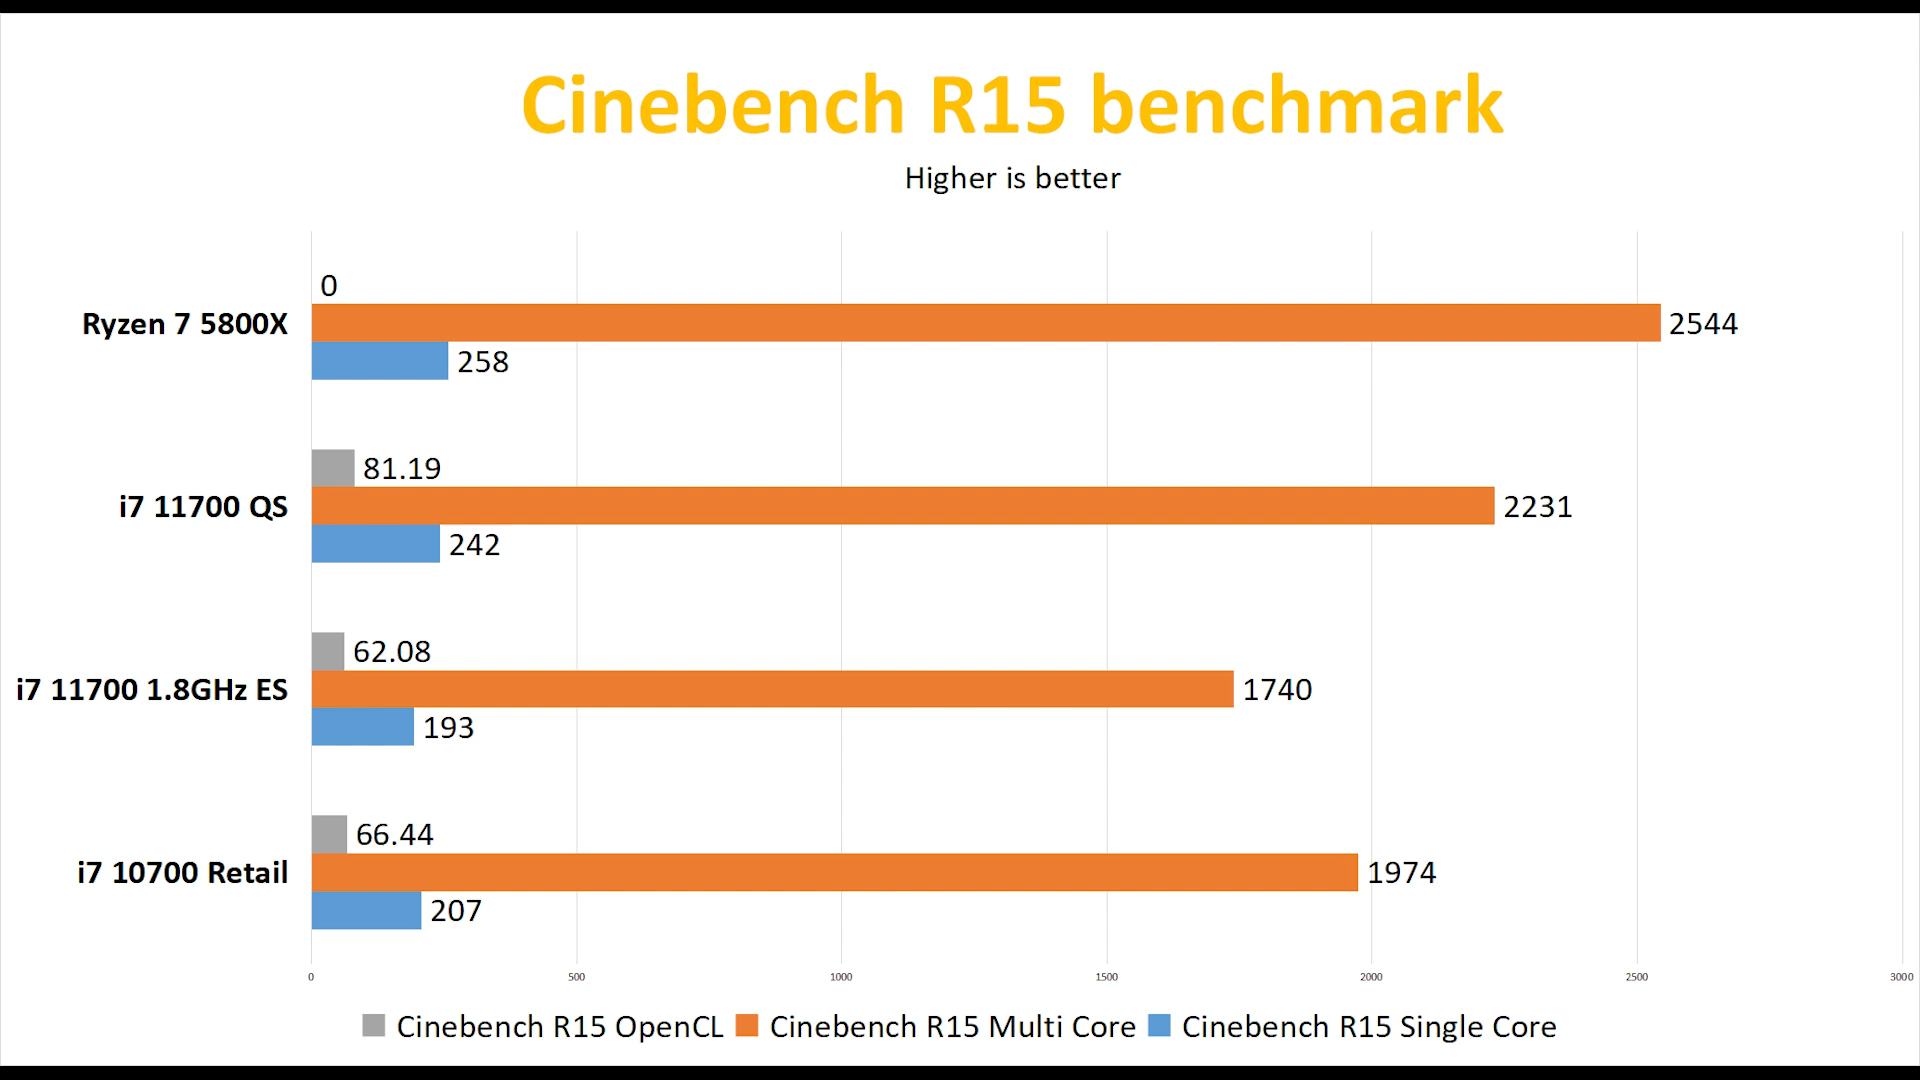 Cinebench R15 benchmark
Higher is better
0
Ryzen 7 5800X
2544
258
81.19
i7 11700 QS
2231
242
62.08
i7 11700 1.8GHz ES
1740
193
66.44
i7 10700 Retail
1974
207
0 500 1000 1500 2000 2500 3000
Cinebench R15 OpenCL Cinebench R15 Multi Core Cinebench R15 Single Core